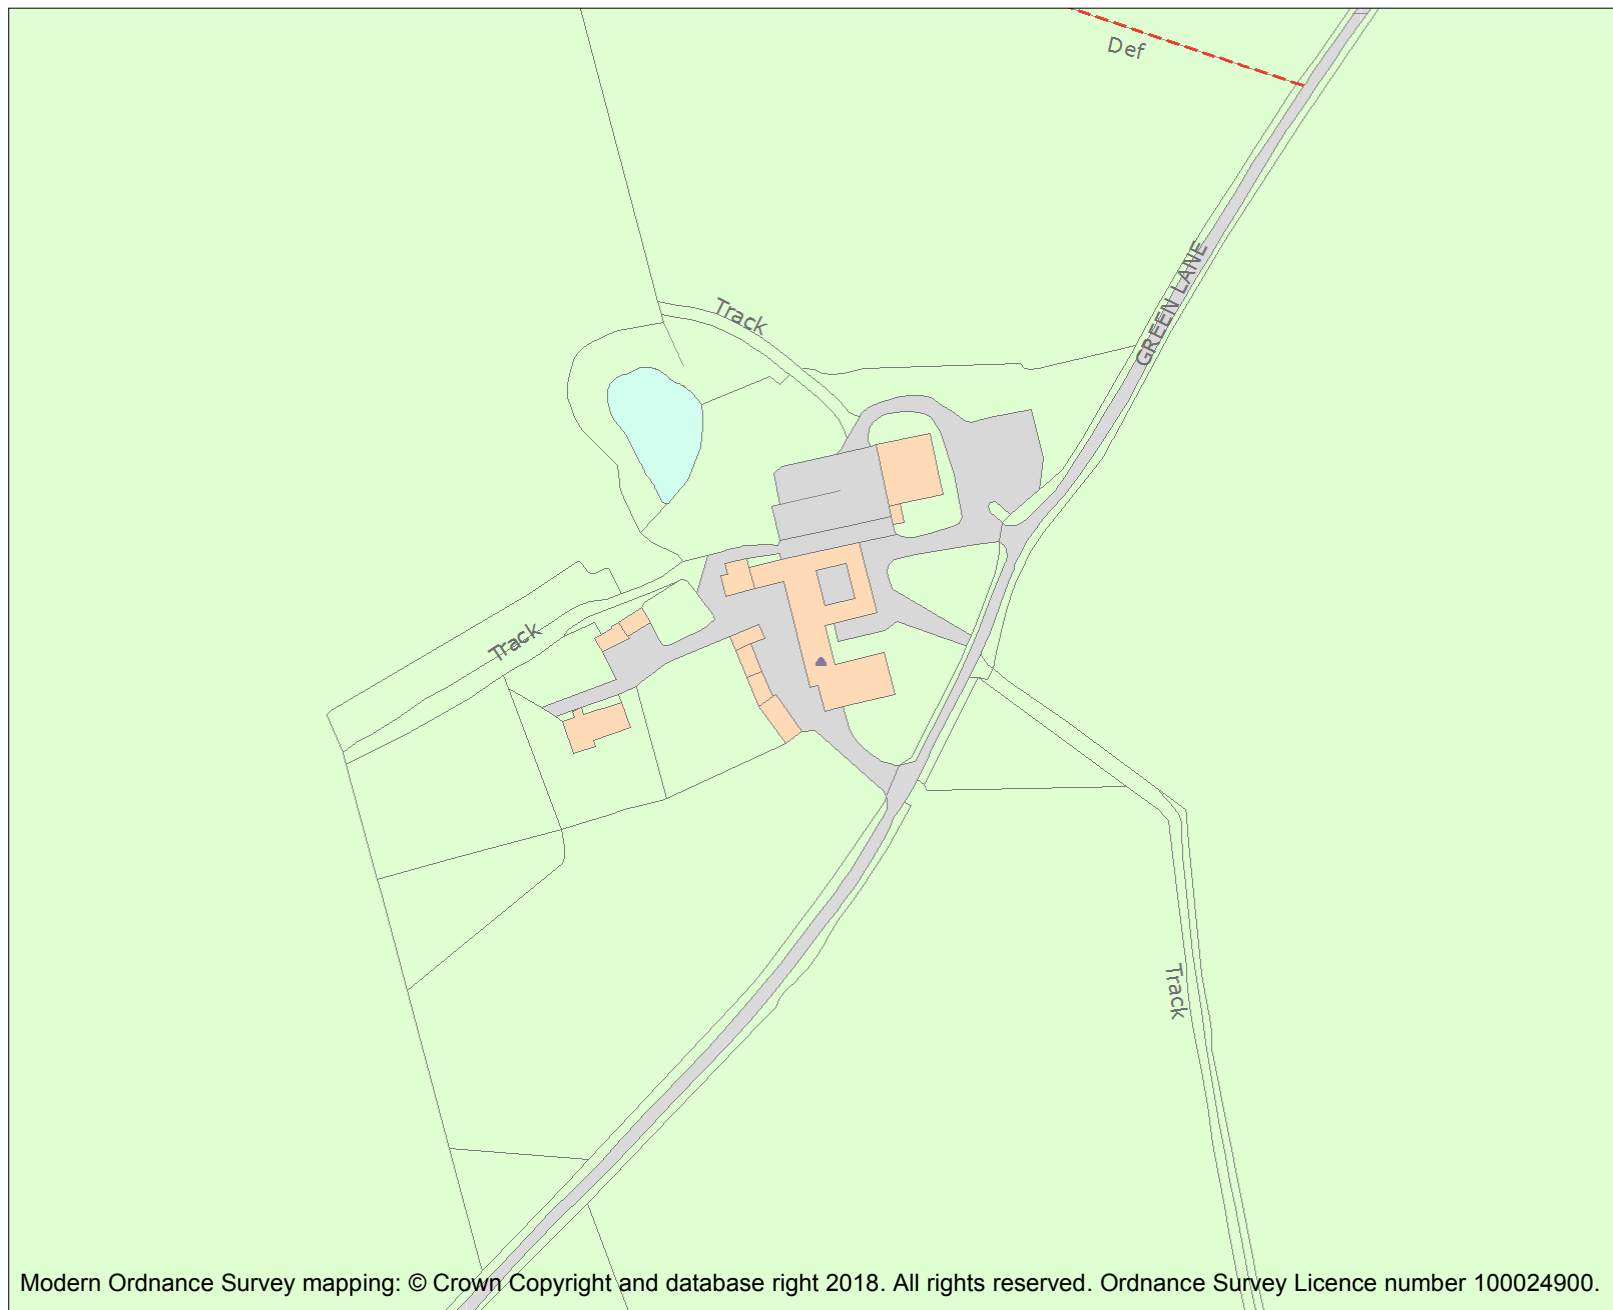 Def
GREEN LANE
Track
Track
Track
Modern Ordnance Survey mapping: © Crown Copyright and database right 2018. All rights reserved. Ordnance Survey Licence number 100024900.